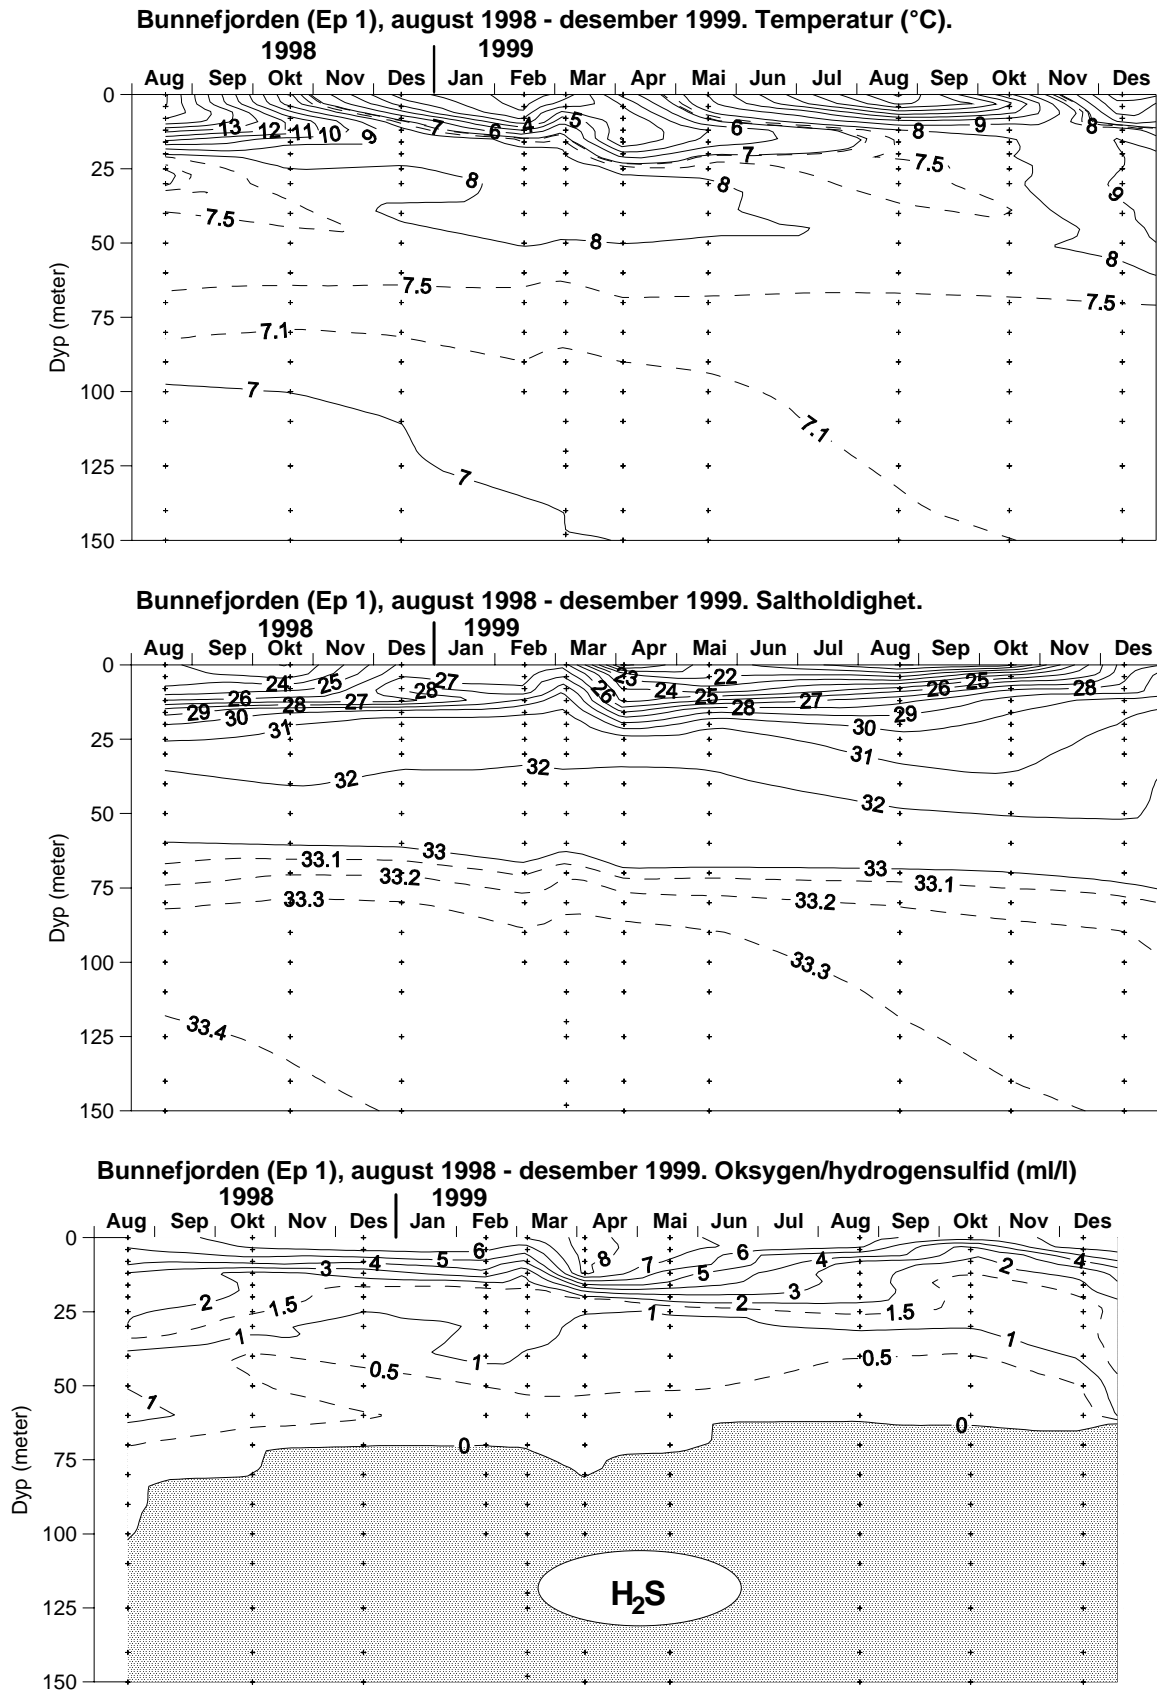 Bunnefjorden (Ep 1), august 1998 - desember 1999. Temperatur (°C).
1998 1999
Aug Sep Okt Nov Des Jan Feb Mar Apr Mai Jun Jul Aug Sep Okt Nov Des
0
13 12 11 10 9 7 6 4 5 6 8 9 8
7
7.5
25
8 8 9
7.5
50
8 8
Dyp (meter)
7.5 7.5
75
7.1
100
7
7.1
125
7
150
Bunnefjorden (Ep 1), august 1998 - desember 1999. Saltholdighet.
1998 1999
Aug Sep Okt Nov Des Jan Feb Mar Apr Mai Jun Jul Aug Sep Okt Nov Des
0
24 25 27 23 22 25
26 28 27 28 26 24 25 27 26 28
29 30 28 29
31 30
25
31
32 32
32
50
Dyp (meter)
33 33
33.1 33.2 33.1
75
33.3 33.2
100
33.3
33.4
125
150
Bunnefjorden (Ep 1), august 1998 - desember 1999. Oksygen/hydrogensulfid (ml/l)
1998 1999
Aug Sep Okt Nov Des Jan Feb Mar Apr Mai Jun Jul Aug Sep Okt Nov Des
0
6 6
3 4 5 8 7 5 4 2 4
3
2 1.5 2 1.5
25
1 1 1
1 0.5 0.5
50
1
Dyp (meter)
0 0
75
100
H₂S
125
150